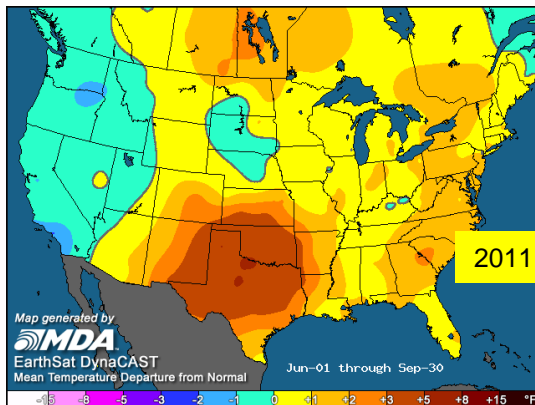 2011
Map generated by
MDA
EarthSat DynaCAST
Mean Temperature Departure from Normal
Jun-01 through Sep-30
-15 -8 -5 -3 -2 -1 0 +1 +2 +3 +5 +8 +15 °F